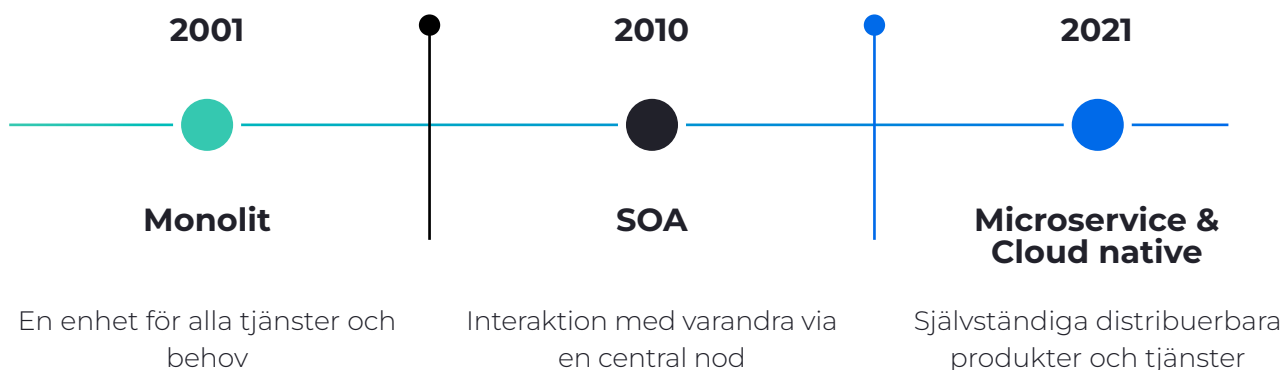 2001
Monolit
En enhet för alla tjänster och
behov
2010
SOA
Interaktion med varandra via
en central nod
2021
Microservice &
Cloud native
Självständiga distribuerbara
produkter och tjänster